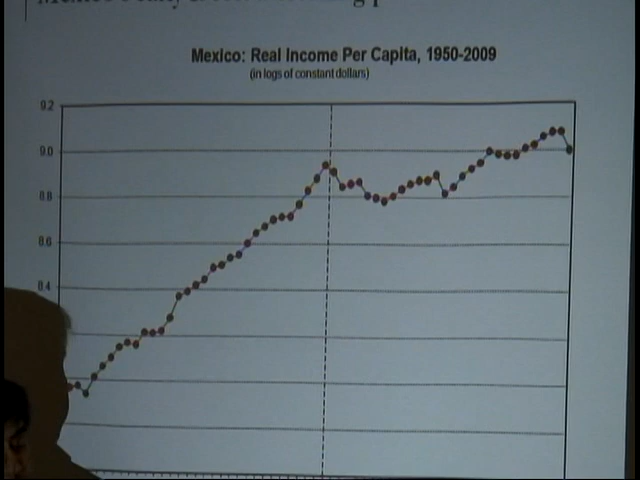 Mexico: Real Income Per Capita, 1950-2009
(in logs of constant dollars)
9.2
9.0
8.8
8.6
8.4